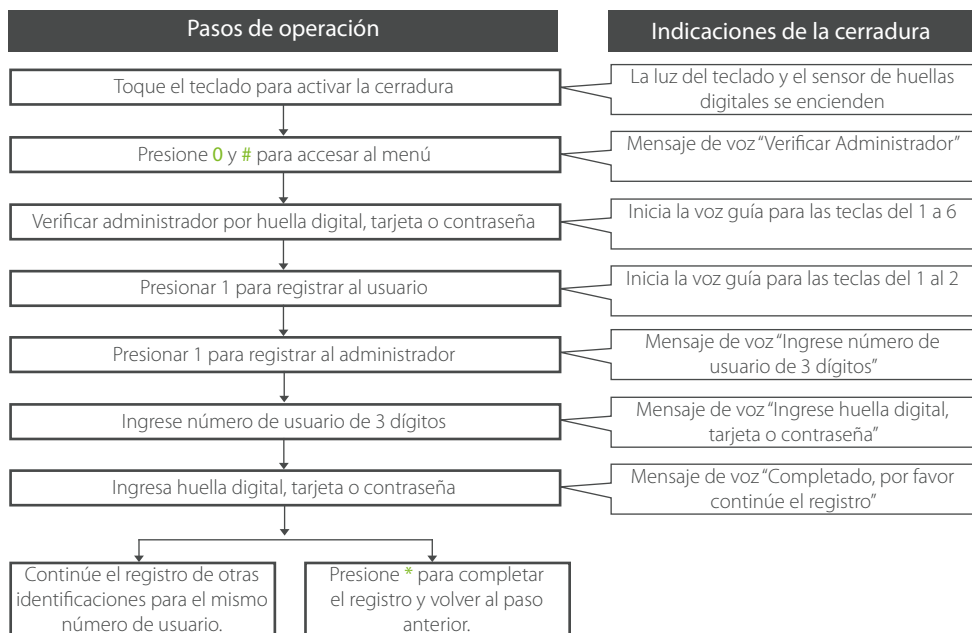 Pasos de operación
Indicaciones de la cerradura
Toque el teclado para activar la cerradura
La luz del teclado y el sensor de huellas
digitales se encienden
Presione 0 y # para accesar al menú
Mensaje de voz “Verificar Administrador”
Verificar administrador por huella digital, tarjeta o contraseña
Inicia la voz guía para las teclas del 1 a 6
Presionar 1 para registrar al usuario
Inicia la voz guía para las teclas del 1 al 2
Presionar 1 para registrar al administrador
Mensaje de voz “Ingrese número de
usuario de 3 dígitos”
Ingrese número de usuario de 3 dígitos
Mensaje de voz “Ingrese huella digital,
tarjeta o contraseña”
Ingresa huella digital, tarjeta o contraseña
Mensaje de voz “Completado, por favor
continúe el registro”
Continúe el registro de otras
identificaciones para el mismo
número de usuario.
Presione * para completar
el registro y volver al paso
anterior.